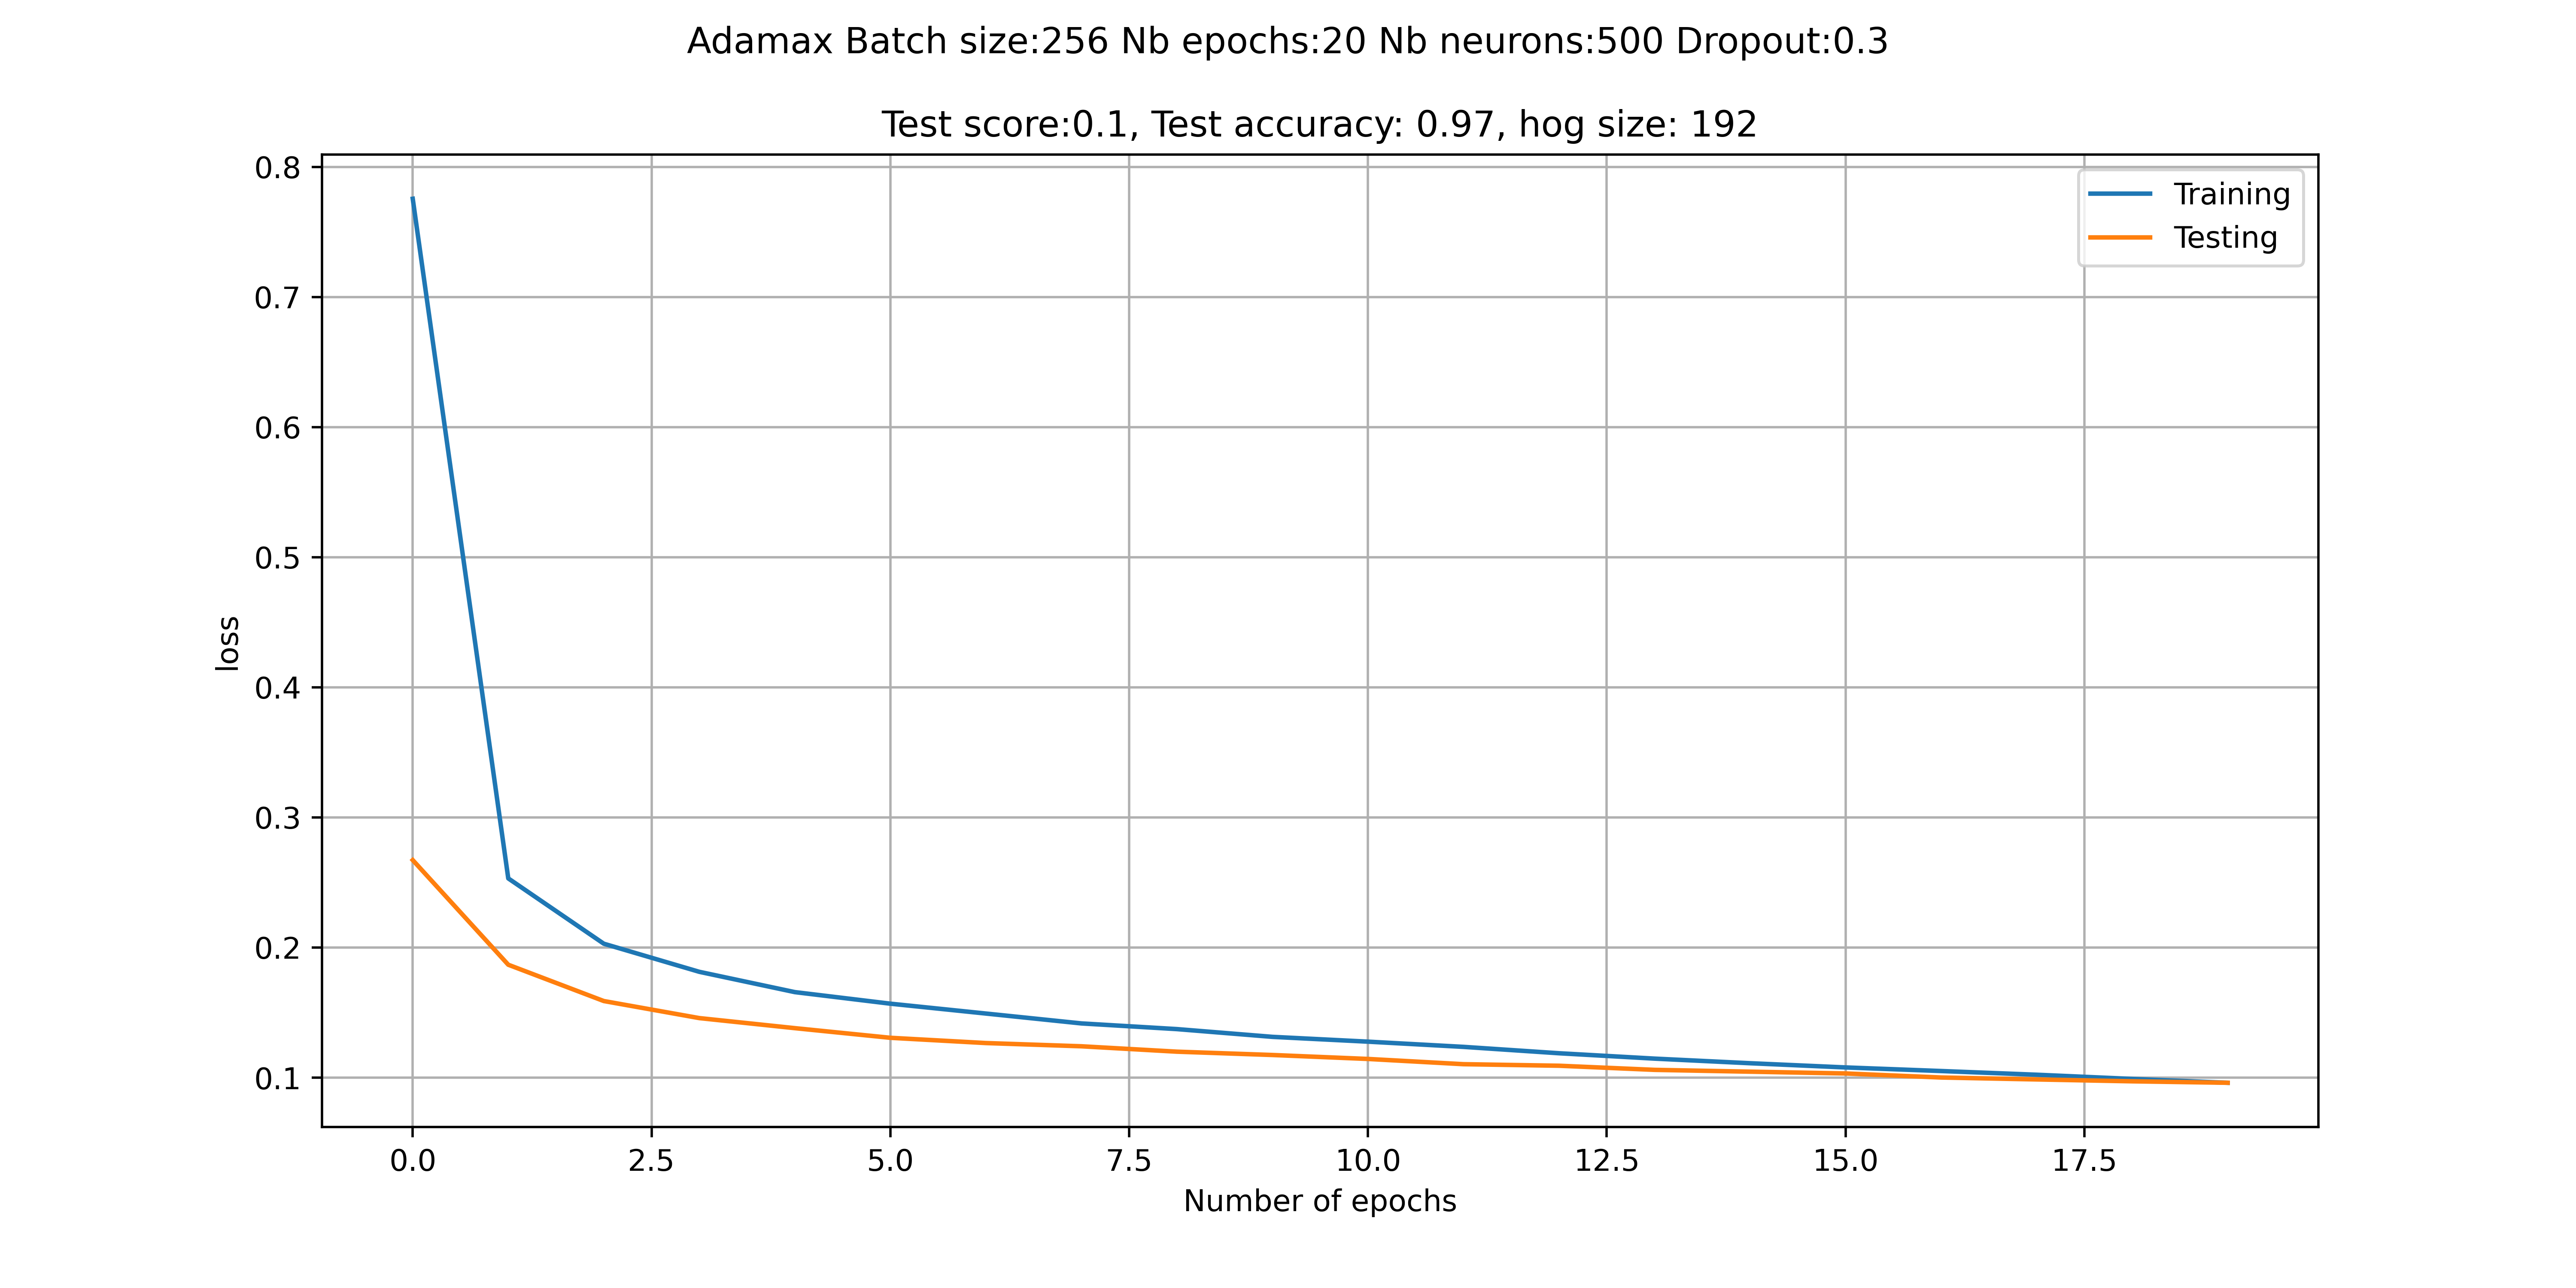 Adamax Batch size:256 Nb epochs:20 Nb neurons:500 Dropout:0.3
Test score:0.1, Test accuracy: 0.97, hog size: 192
Training
Testing
0.8
0.7
0.6
0.5
0.4
0.3
0.2
0.1
loss
0.0 2.5 5.0 7.5 10.0 12.5 15.0 17.5
Number of epochs